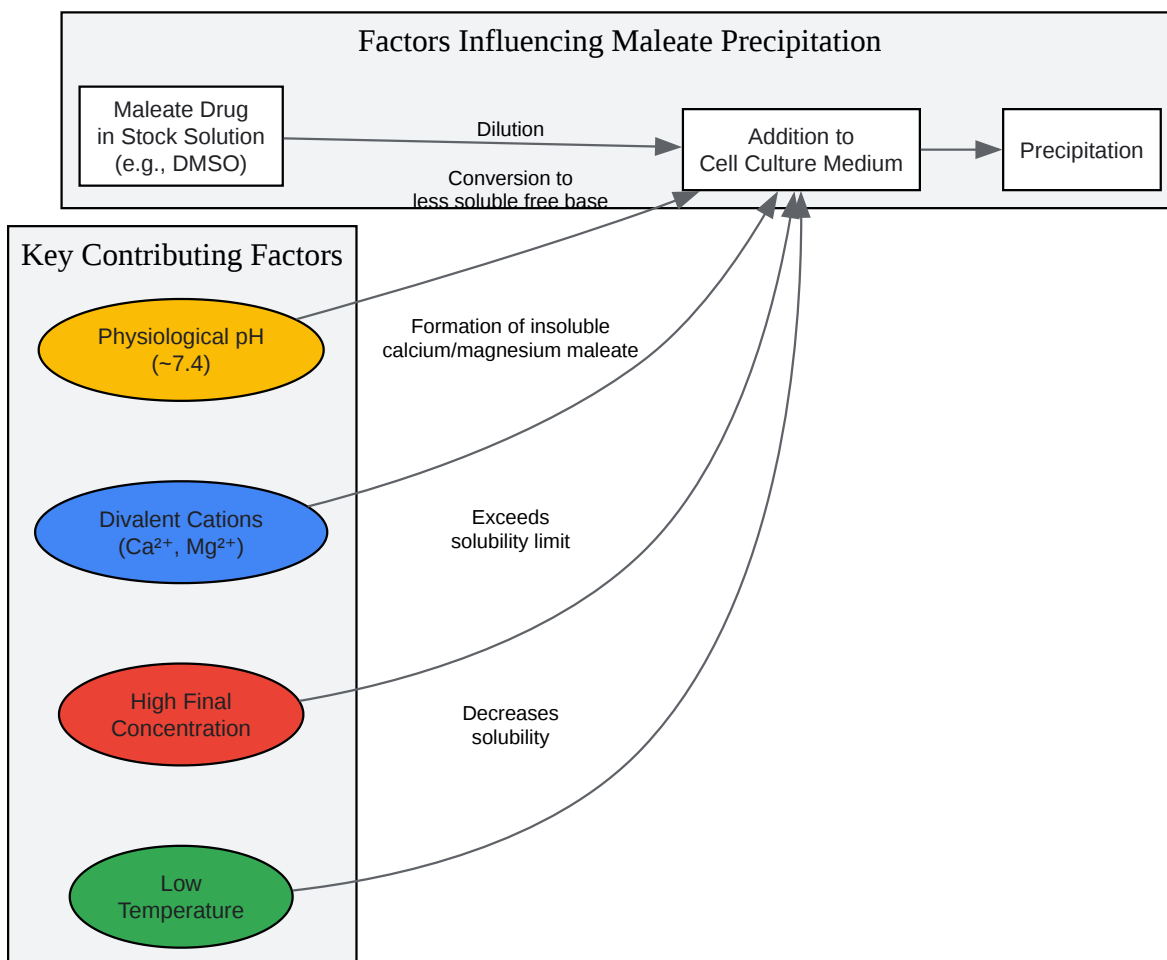 Factors Influencing Maleate Precipitation
Maleate Drug
in Stock Solution
(e.g., DMSO)
Dilution
Addition to
Cell Culture Medium
Precipitation
Conversion to
less soluble free base
Key Contributing Factors
Physiological pH
(~7.4)
Formation of insoluble
calcium/magnesium maleate
Divalent Cations
(Ca²⁺, Mg²⁺)
Exceeds
solubility limit
High Final
Concentration
Decreases
solubility
Low
Temperature